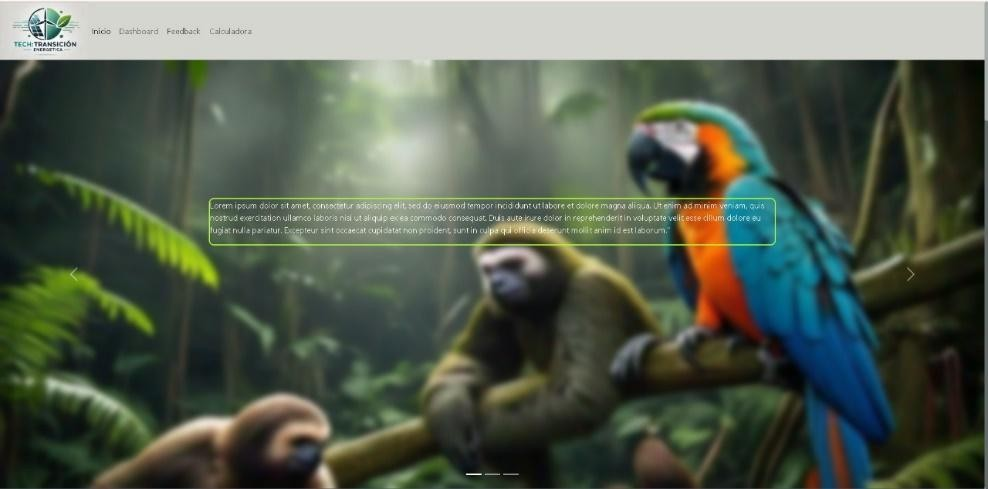 TECH:TRANSICIÓN
ENERGÉTICA
Inicio Dashboard Feedback Calculadora
Lorem ipsum dolor sit amet, consectetur adipiscing elit, sed do eiusmod tempor incididunt ut labore et dolore magna aliqua. Ut enim ad minim veniam, quis
nostrud exercitation ullamco laboris nisi ut aliquip ex ea commodo consequat. Duis aute irure dolor in reprehenderit in voluptate velit esse cillum dolore eu
fugiat nulla pariatur. Excepteur sint occaecat cupidatat non proident, sunt in culpa qui officia deserunt mollit anim id est laborum."